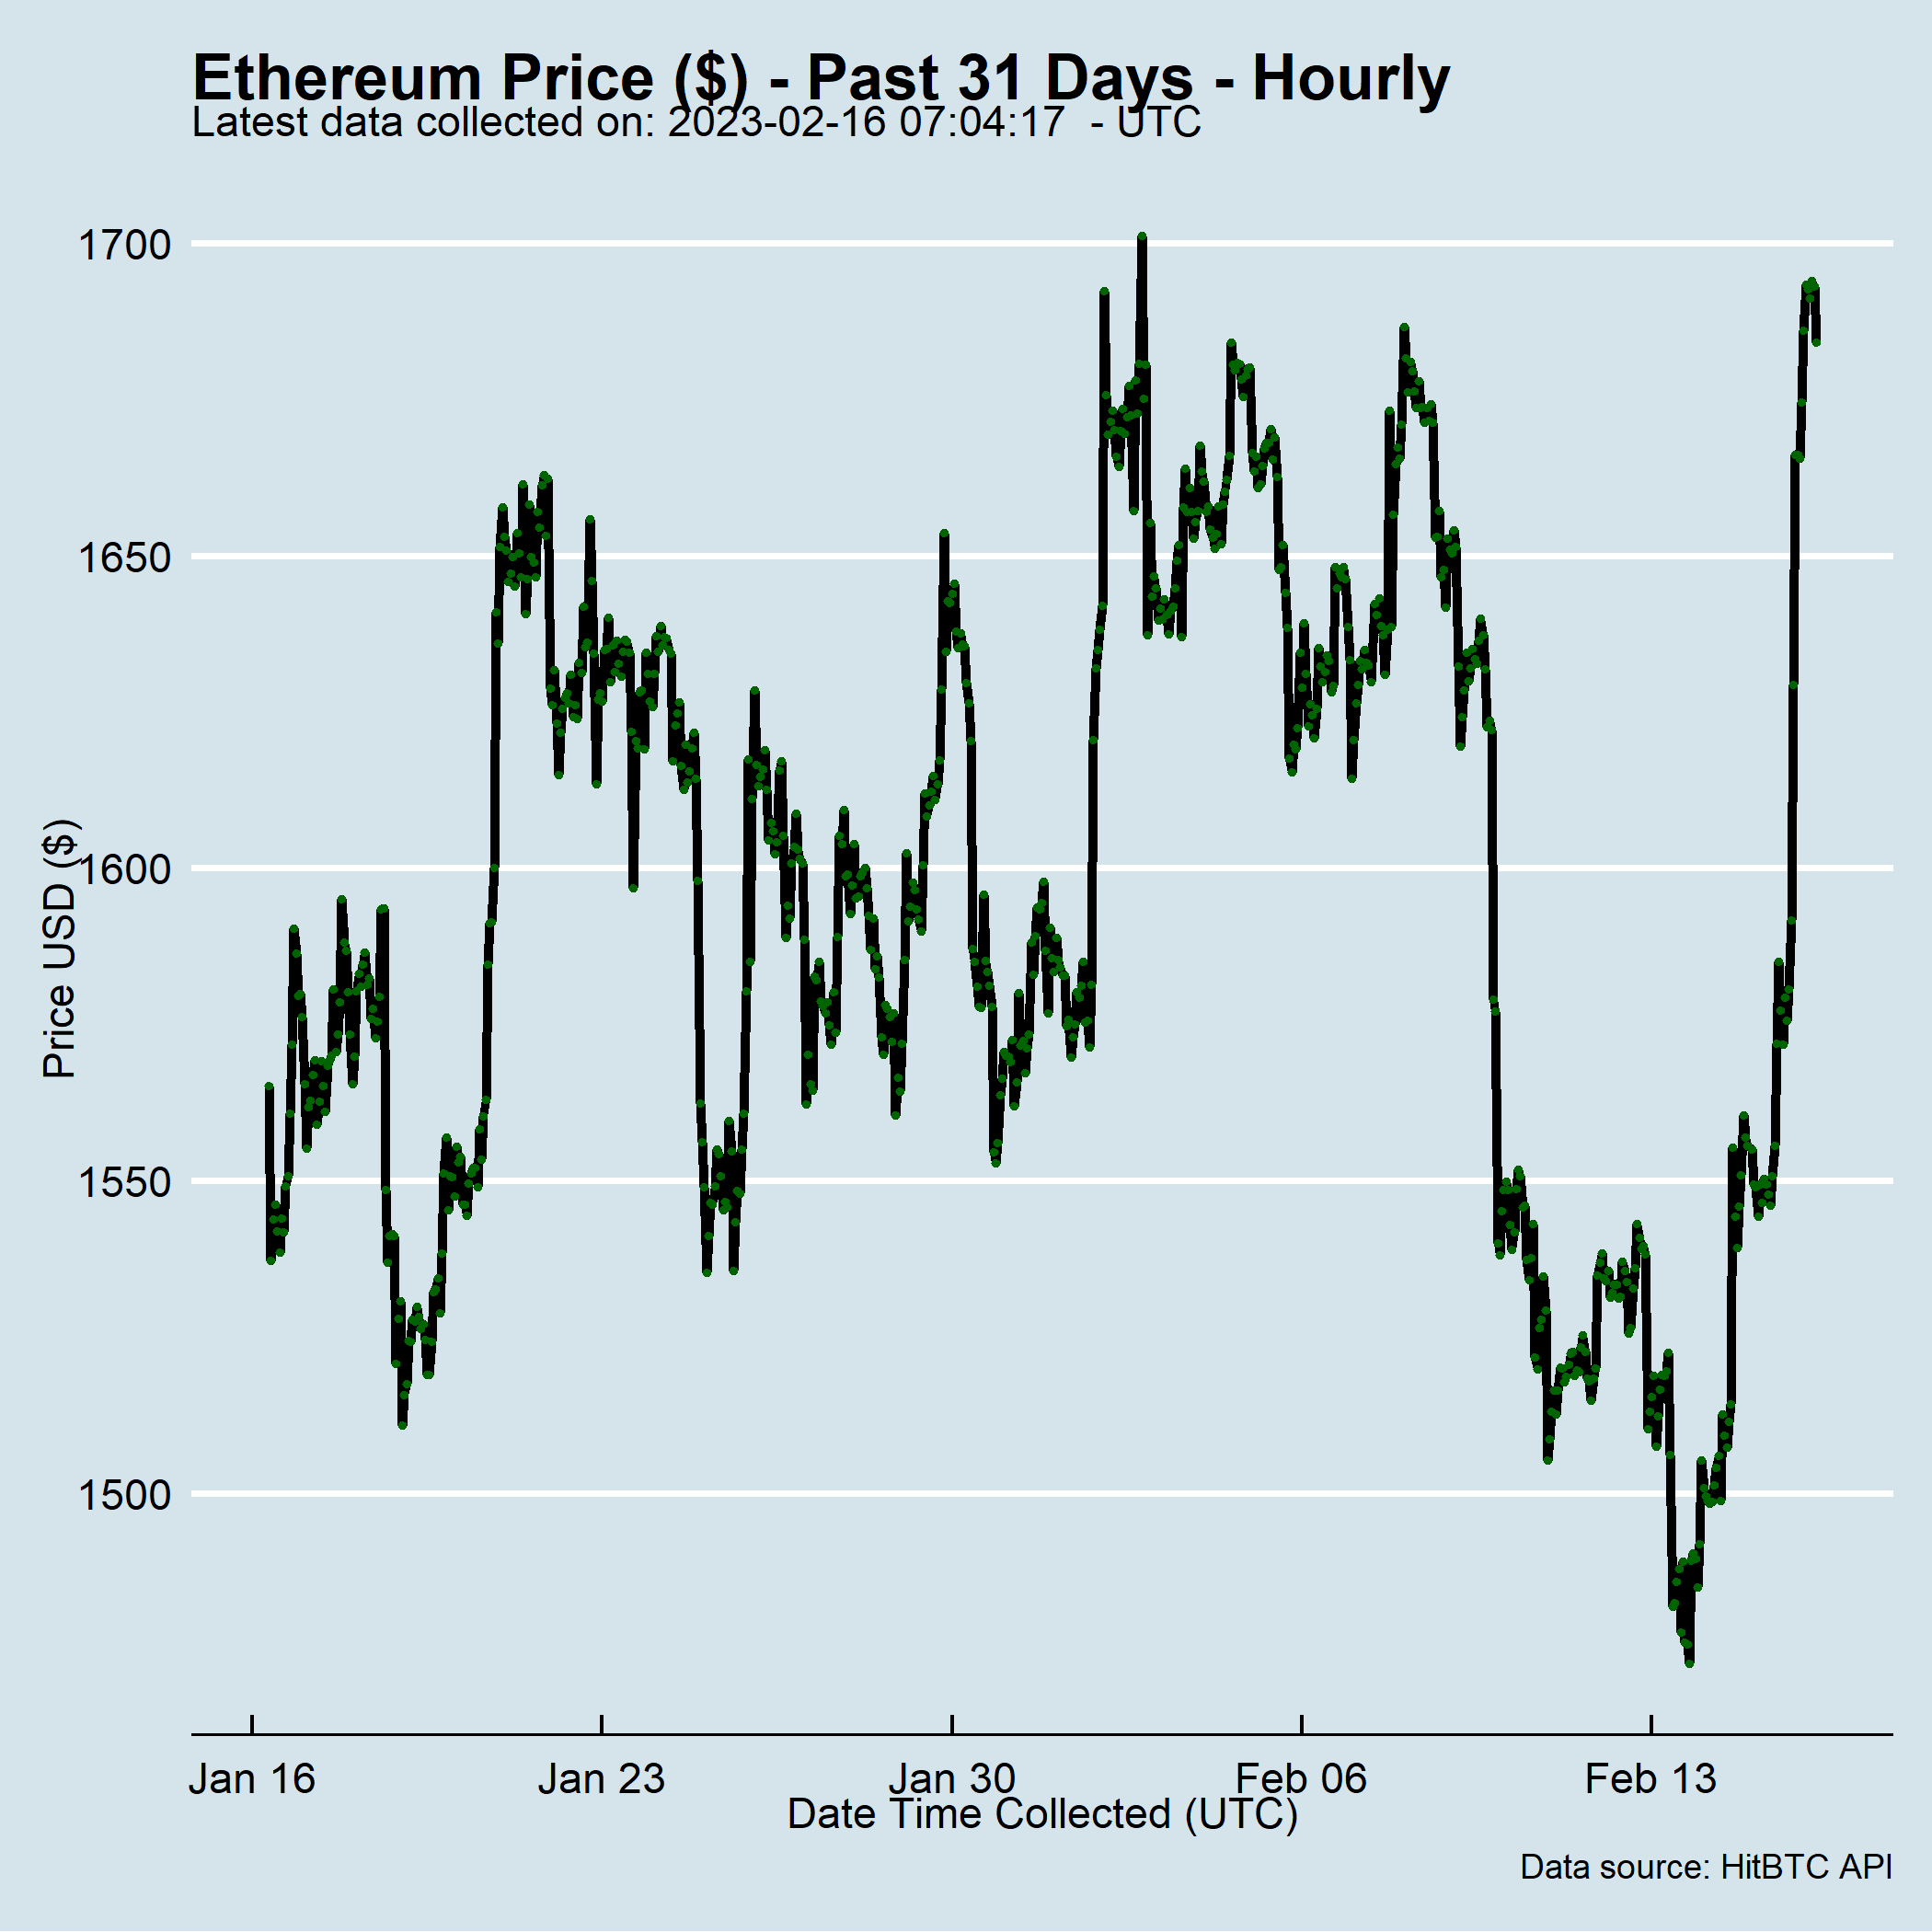 Ethereum Price ($) - Past 31 Days - Hourly
Latest data collected on: 2023-02-16 07:04:17  - UTC
Price USD ($)
1700
1650
1600
1550
1500
Jan 16
Jan 23
Jan 30
Feb 06
Feb 13
Date Time Collected (UTC)
Data source: HitBTC API